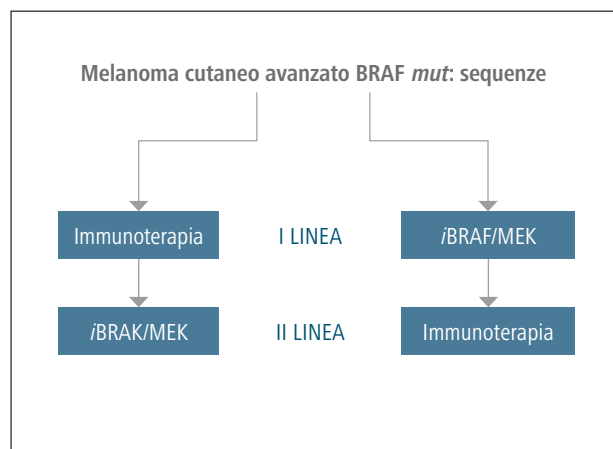 Melanoma cutaneo avanzato BRAF mut: sequenze
Immunoterapia I LINEA iBRAF/MEK
iBRAK/MEK II LINEA Immunoterapia